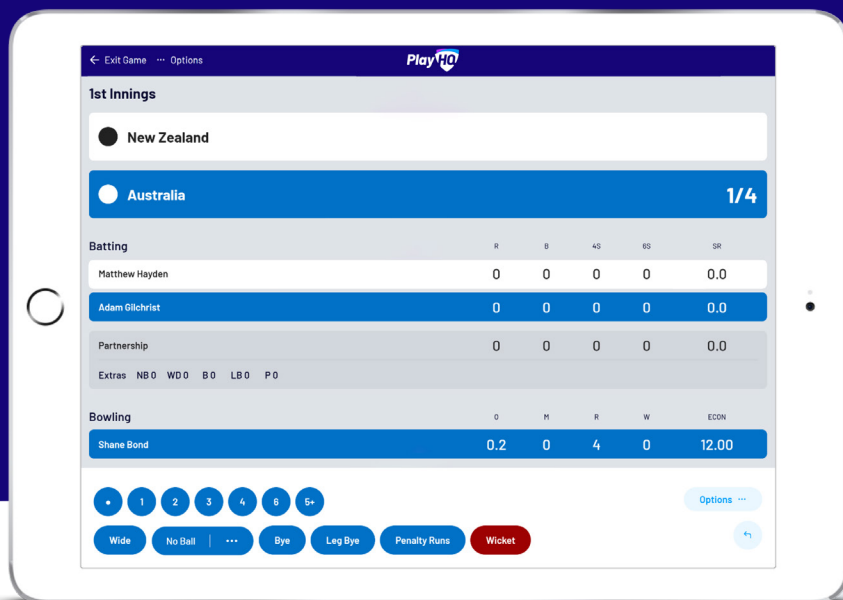 ← Exit Game ··· Options
PlayHQ
1st Innings
New Zealand
Australia 1/4
Batting R B 4S 6S SR
Matthew Hayden 0 0 0 0 0.0
Adam Gilchrist 0 0 0 0 0.0
Partnership 0 0 0 0 0.0
Extras NB 0 WD 0 B 0 LB 0 P 0
Bowling O M R W ECON
Shane Bond 0.2 0 4 0 12.00
• 1 2 3 4 6 5+
Options ···
Wide No Ball | ··· Bye Leg Bye Penalty Runs Wicket